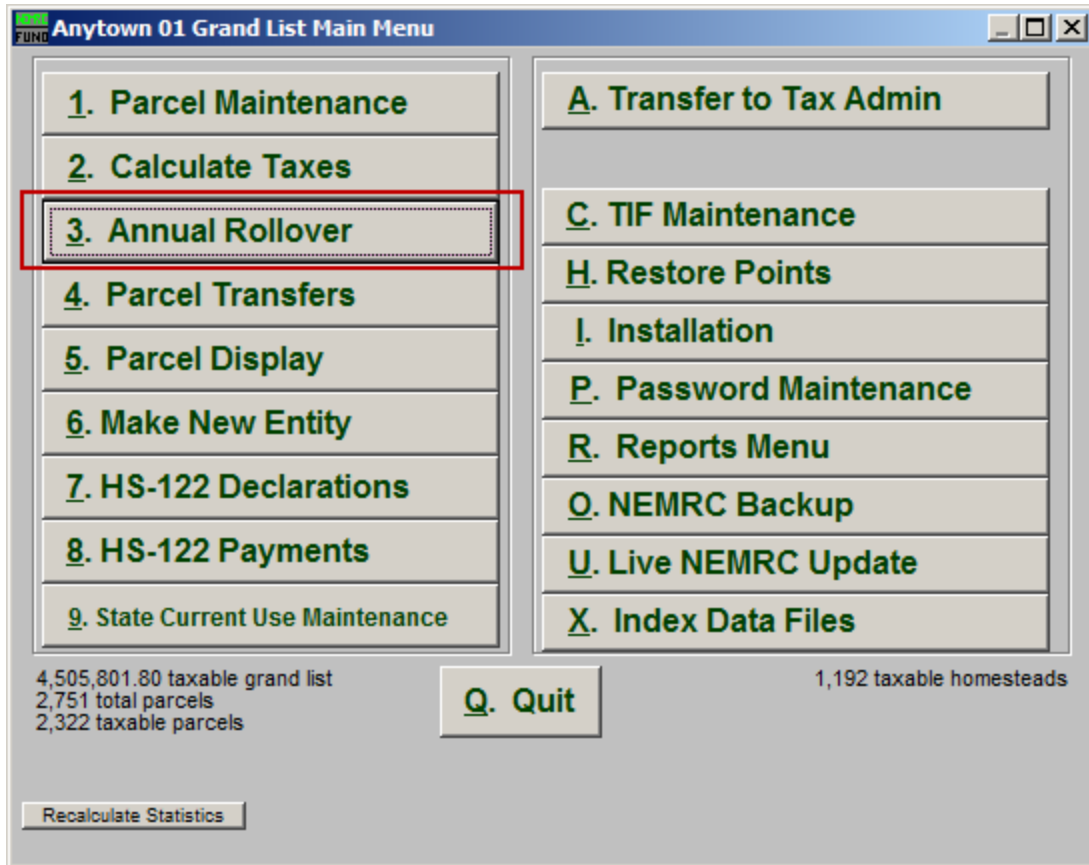 NEMRC
FUND
Anytown 01 Grand List Main Menu
1. Parcel Maintenance
2. Calculate Taxes
3. Annual Rollover
4. Parcel Transfers
5. Parcel Display
6. Make New Entity
7. HS-122 Declarations
8. HS-122 Payments
9. State Current Use Maintenance
A. Transfer to Tax Admin
C. TIF Maintenance
H. Restore Points
I. Installation
P. Password Maintenance
R. Reports Menu
O. NEMRC Backup
U. Live NEMRC Update
X. Index Data Files
4,505,801.80 taxable grand list
2,751 total parcels
2,322 taxable parcels
Q. Quit
1,192 taxable homesteads
Recalculate Statistics